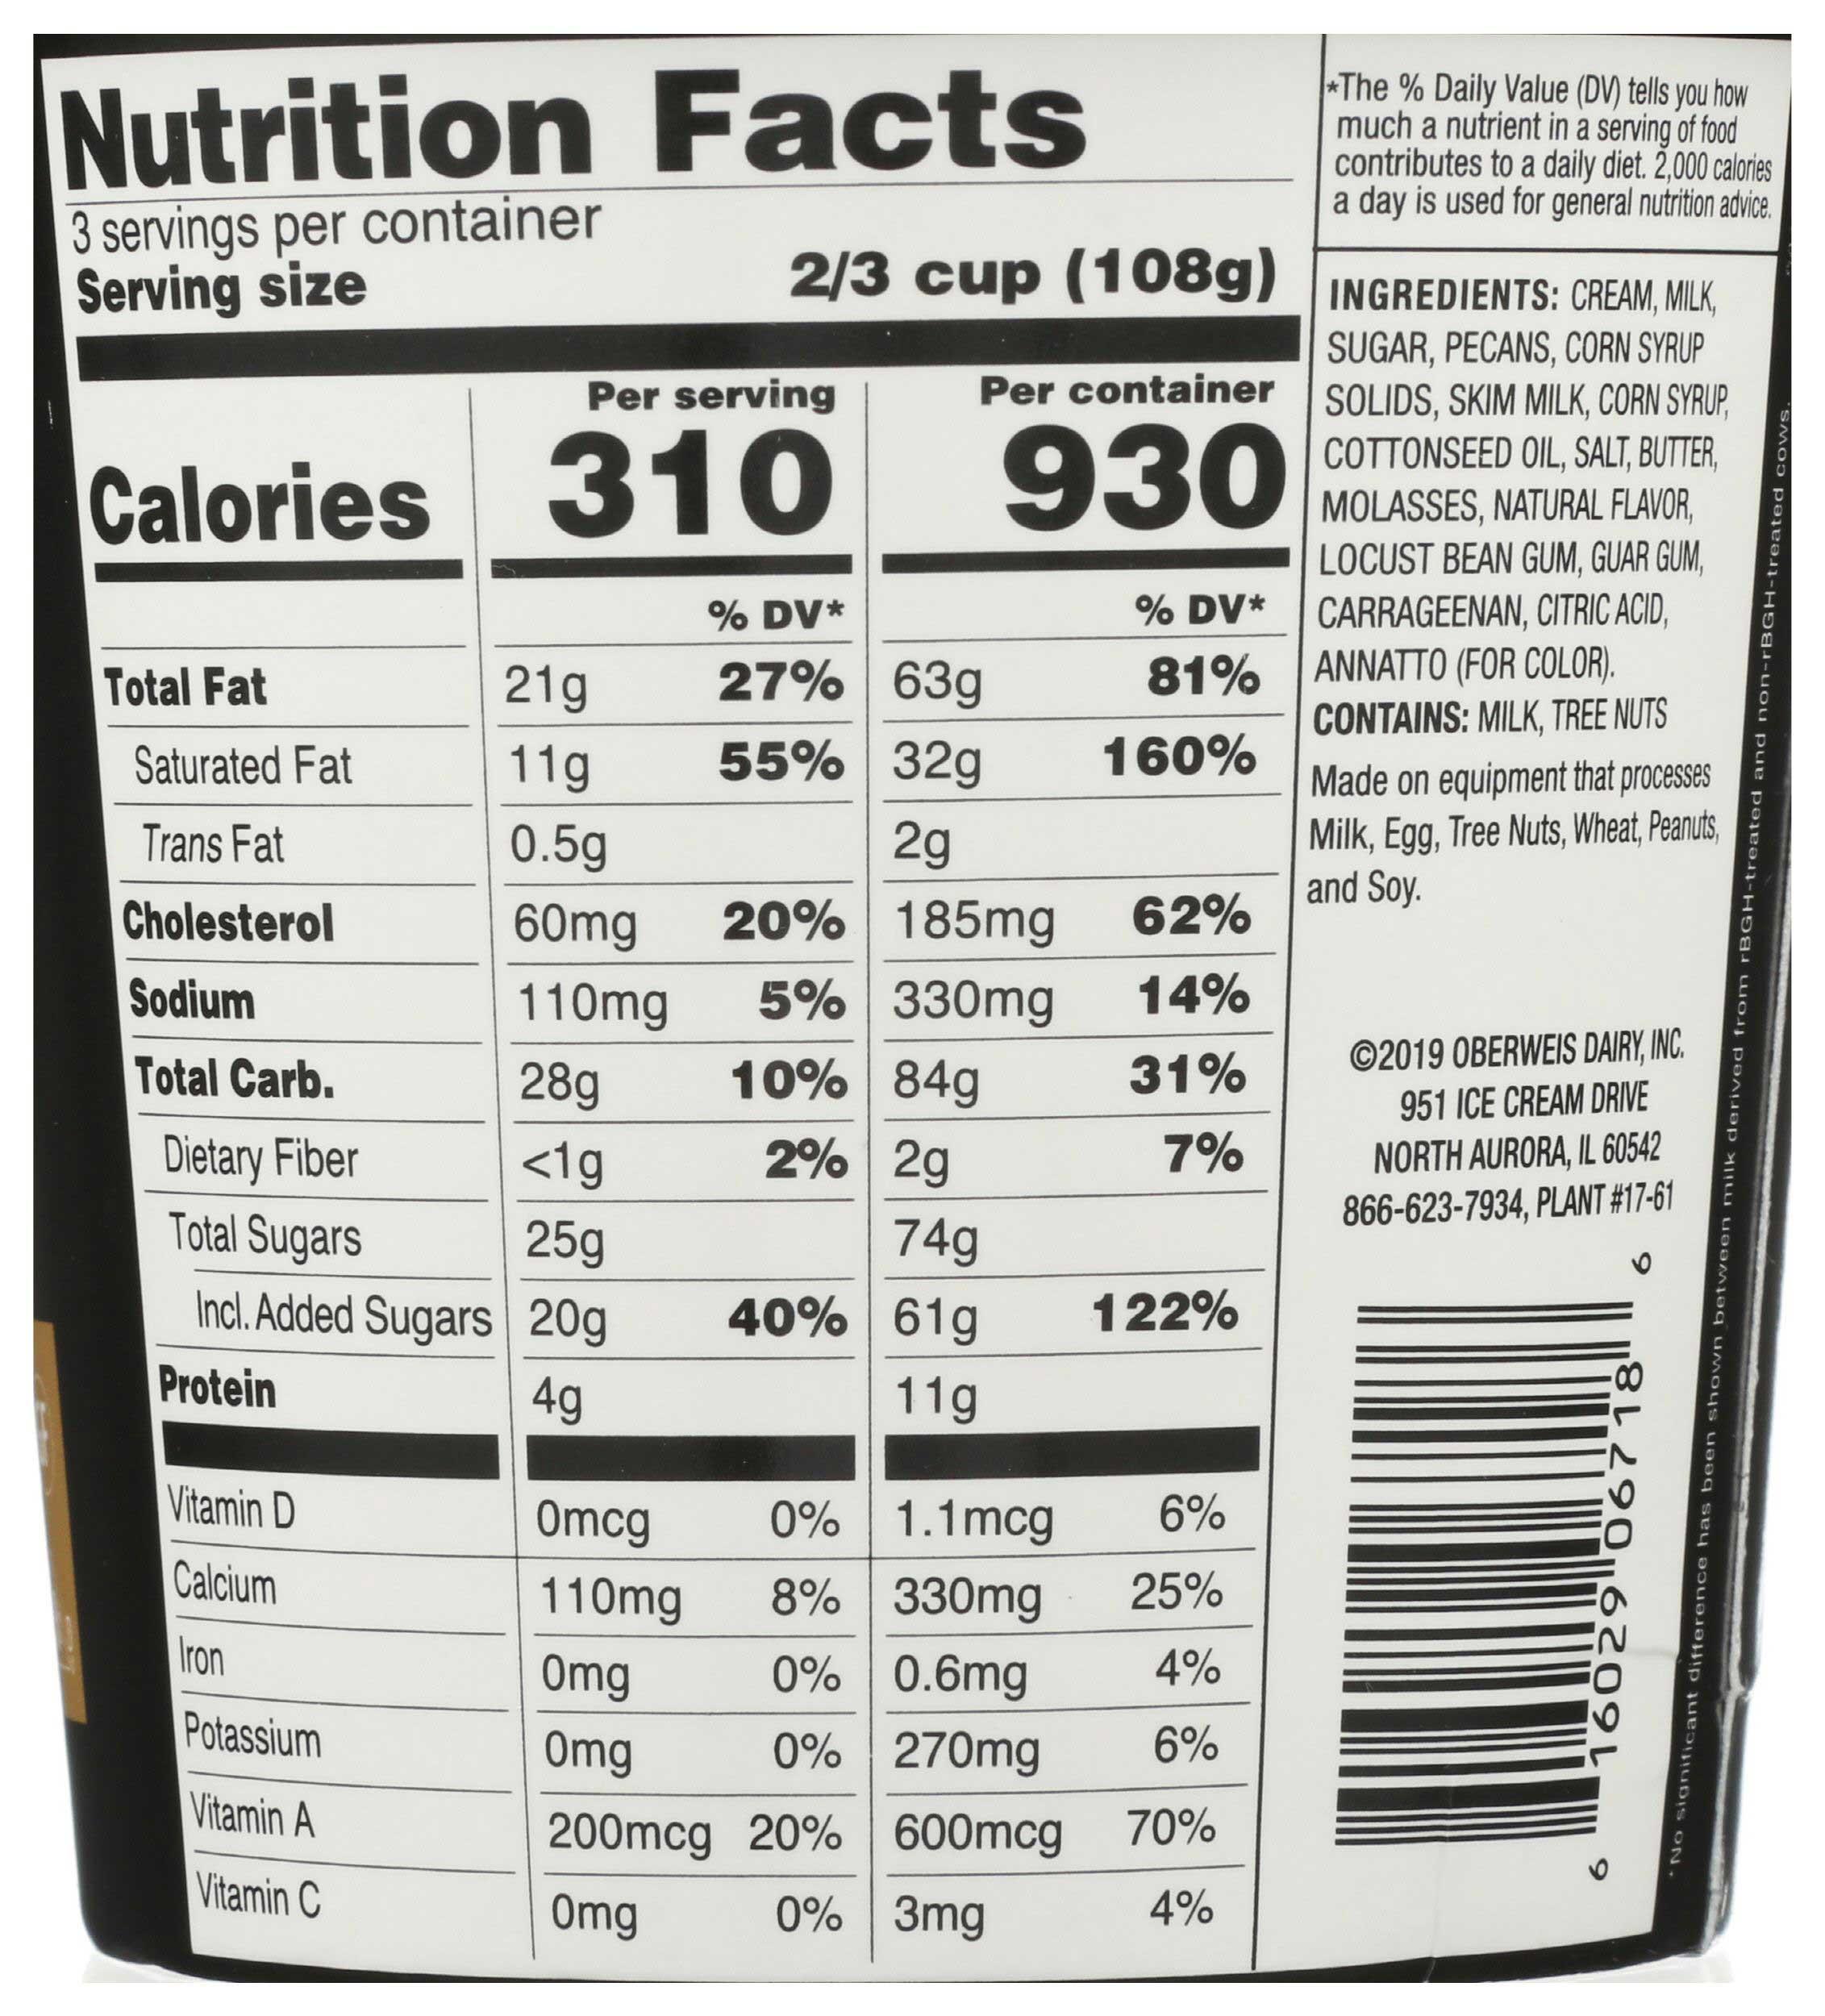 Nutrition Facts
3 servings per container
Serving size 2/3 cup (108g)
Per serving Per container
Calories 310 930
% DV* % DV*
Total Fat 21g 27% 63g 81%
Saturated Fat 11g 55% 32g 160%
Trans Fat 0.5g 2g
Cholesterol 60mg 20% 185mg 62%
Sodium 110mg 5% 330mg 14%
Total Carb. 28g 10% 84g 31%
Dietary Fiber <1g 2% 2g 7%
Total Sugars 25g 74g
Incl. Added Sugars 20g 40% 61g 122%
Protein 4g 11g
Vitamin D 0mcg 0% 1.1mcg 6%
Calcium 110mg 8% 330mg 25%
Iron 0mg 0% 0.6mg 4%
Potassium 0mg 0% 270mg 6%
Vitamin A 200mcg 20% 600mcg 70%
Vitamin C 0mg 0% 3mg 4%
*The % Daily Value (DV) tells you how
much a nutrient in a serving of food
contributes to a daily diet. 2,000 calories
a day is used for general nutrition advice.
INGREDIENTS: CREAM, MILK,
SUGAR, PECANS, CORN SYRUP
SOLIDS, SKIM MILK, CORN SYRUP,
COTTONSEED OIL, SALT, BUTTER,
MOLASSES, NATURAL FLAVOR,
LOCUST BEAN GUM, GUAR GUM,
CARRAGEENAN, CITRIC ACID,
ANNATTO (FOR COLOR).
CONTAINS: MILK, TREE NUTS
Made on equipment that processes
Milk, Egg, Tree Nuts, Wheat, Peanuts,
and Soy.
©2019 OBERWEIS DAIRY, INC.
951 ICE CREAM DRIVE
NORTH AURORA, IL 60542
866-623-7934, PLANT #17-61
6 16029 06718 6
*No significant difference has been shown between milk derived from rBGH-treated and non-rBGH-treated cows.